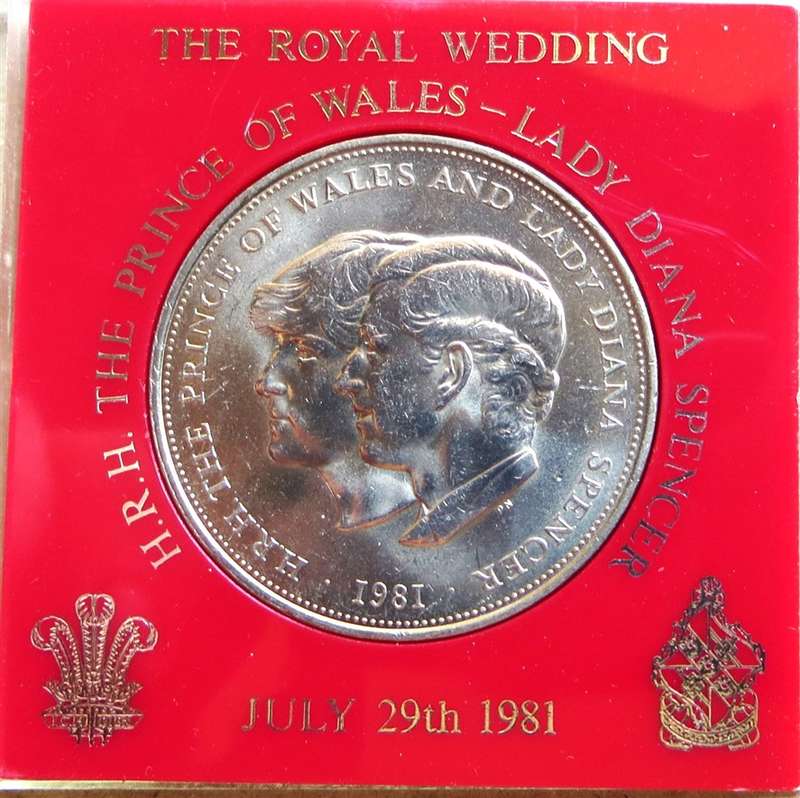 THE ROYAL WEDDING
H.R.H. THE PRINCE OF WALES – LADY DIANA SPENCER
H.R.H. THE PRINCE OF WALES AND LADY DIANA SPENCER
1981
JULY 29th 1981